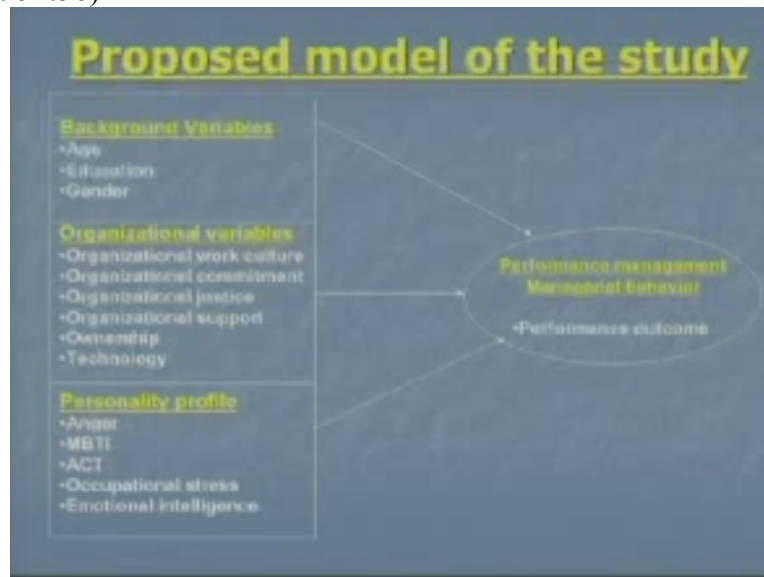 Proposed model of the study
Background Variables
•Age
•Education
•Gender
Organizational variables
•Organizational work culture
•Organizational commitment
•Organizational justice
•Organizational support
•Ownership
•Technology
Personality profile
•Anger
•MBTI
•ACT
•Occupational stress
•Emotional intelligence
Performance management
Managerial behavior
•Performance outcome